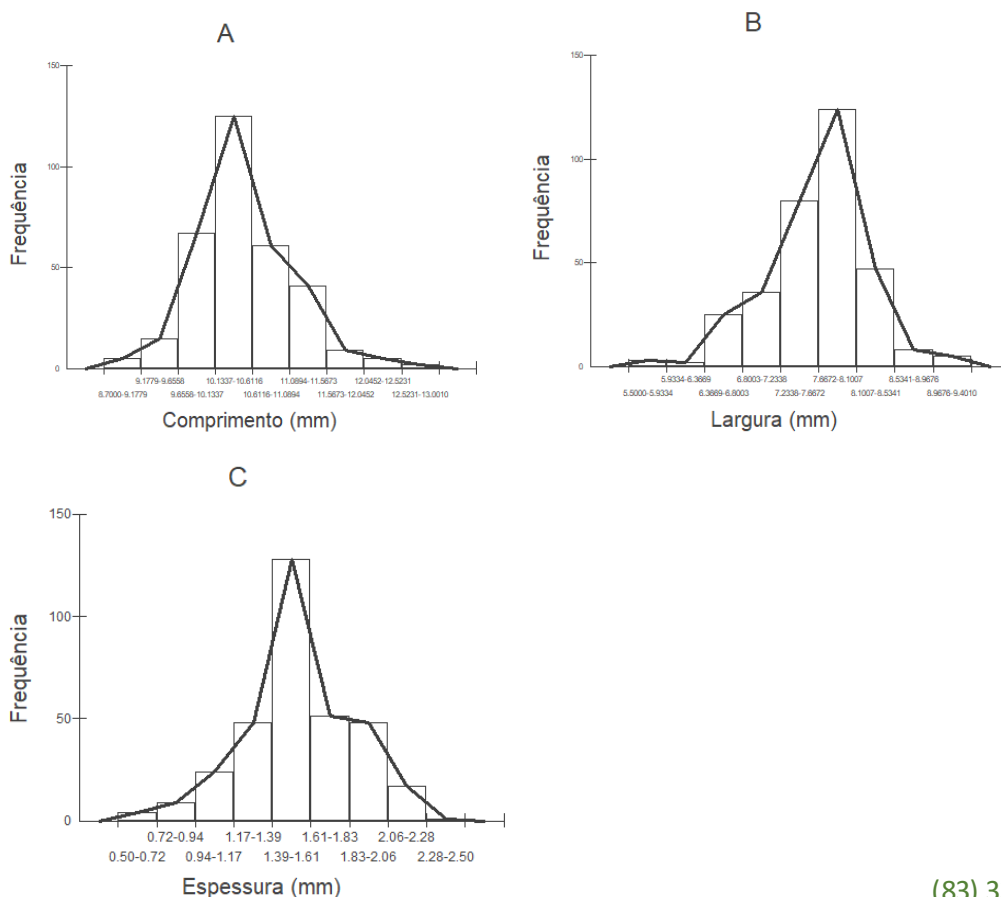 A
150
100
50
0
Frequência
9.1779-9.6558 10.1337-10.6116 11.0894-11.5673 12.0452-12.5231
8.7000-9.1779 9.6558-10.1337 10.6116-11.0894 11.5673-12.0452 12.5231-13.0010
Comprimento (mm)
B
150
100
50
0
Frequência
5.9334-6.3669 6.8003-7.2338 7.6672-8.1007 8.5341-8.9676
5.5000-5.9334 6.3669-6.8003 7.2338-7.6672 8.1007-8.5341 8.9676-9.4010
Largura (mm)
C
150
100
50
0
Frequência
0.72-0.94 1.17-1.39 1.61-1.83 2.06-2.28
0.50-0.72 0.94-1.17 1.39-1.61 1.83-2.06 2.28-2.50
Espessura (mm)
(83) 3